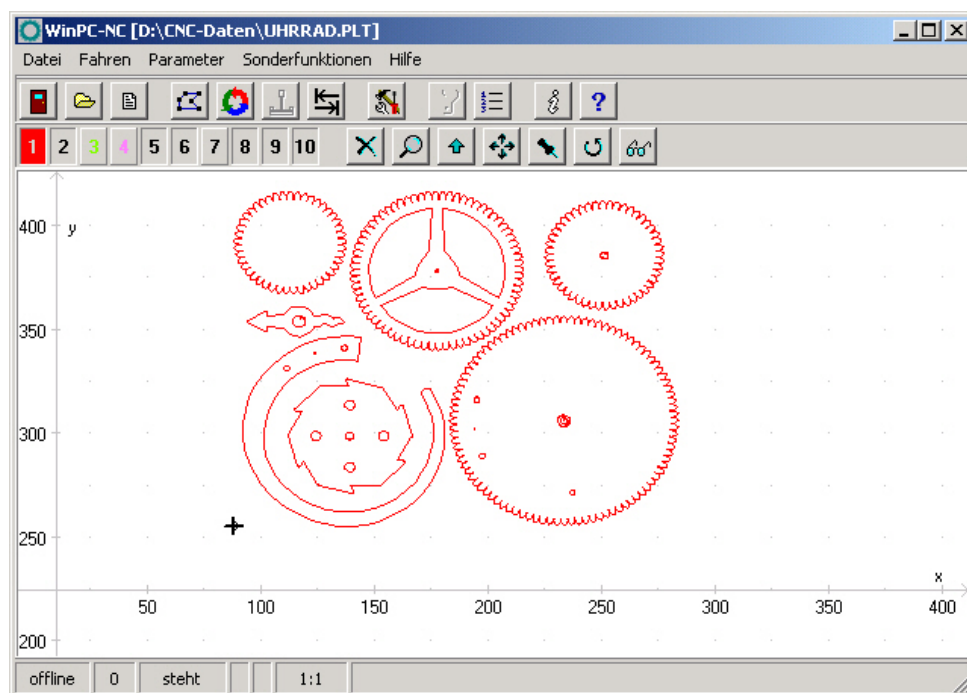 WinPC-NC [D:\CNC-Daten\UHRRAD.PLT]
Datei Fahren Parameter Sonderfunktionen Hilfe
1 2 3 4 5 6 7 8 9 10
400 y
350
300
250
x
50 100 150 200 250 300 350 400
200
offline 0 steht 1:1